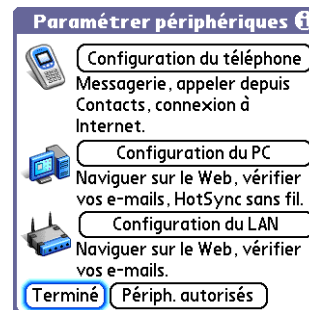 Paramétrer périphériques
Configuration du téléphone
Messagerie, appeler depuis
Contacts, connexion à
Internet.
Configuration du PC
Naviguer sur le Web, vérifier
vos e-mails, HotSync sans fil.
Configuration du LAN
Naviguer sur le Web, vérifier
vos e-mails.
Terminé Périph. autorisés